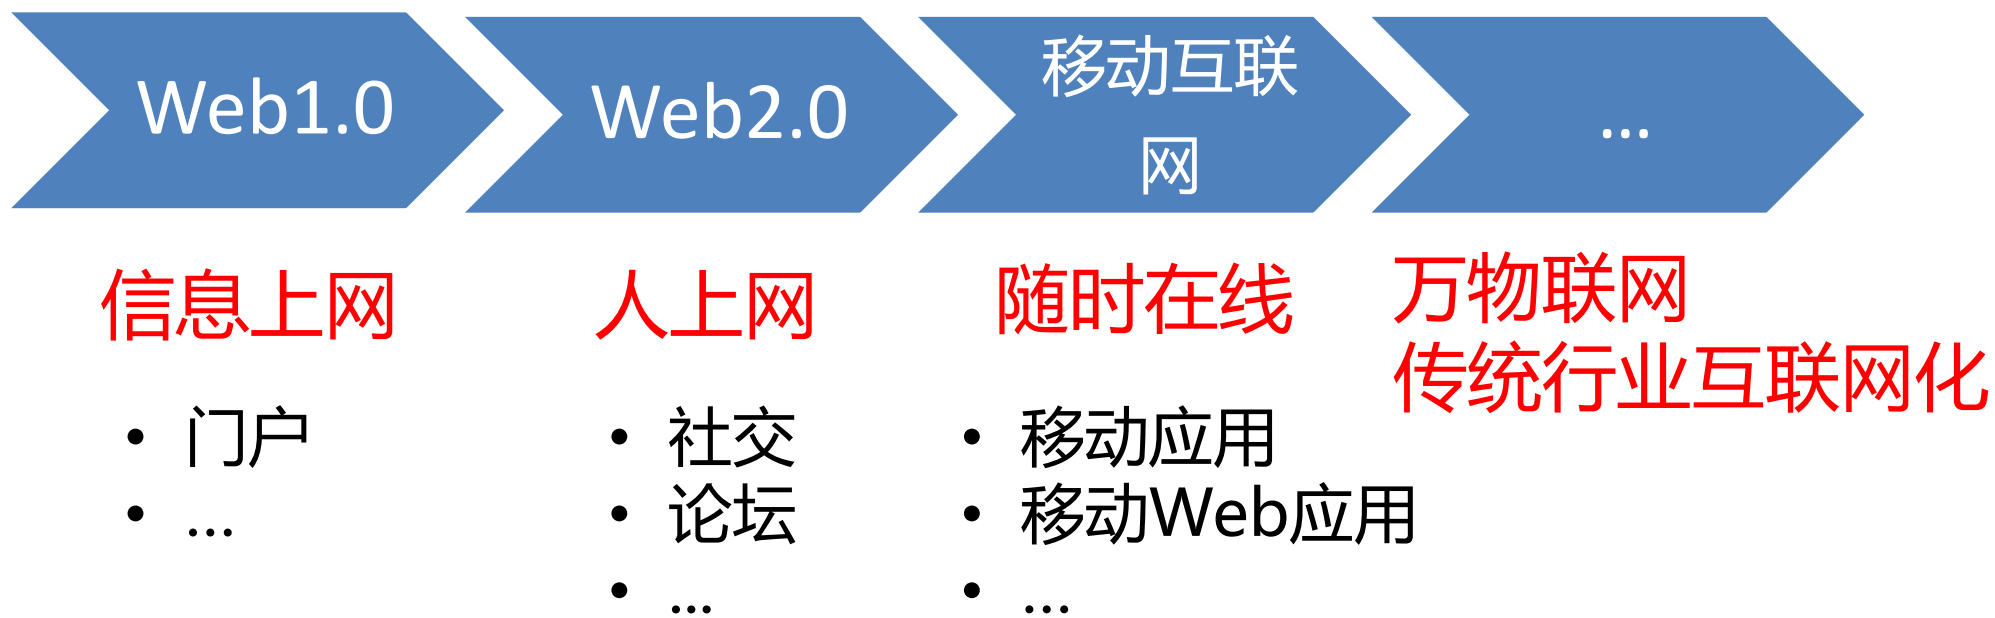 Web1.0
Web2.0
移动互联
网
...
信息上网
人上网
随时在线
万物联网
传统行业互联网化
• 门户
• ...
• 社交
• 论坛
• ...
• 移动应用
• 移动Web应用
• ...